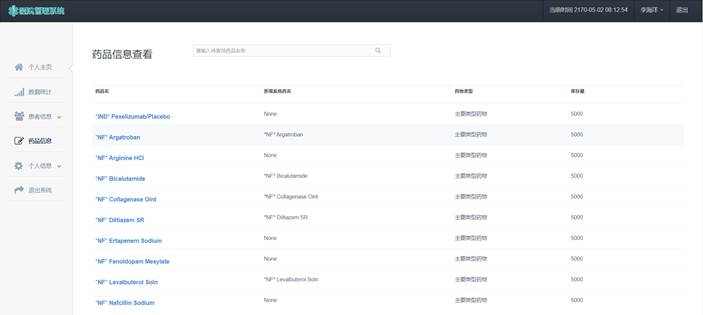 医院管理系统
当前时间 2170-05-02 08:12:54
李海洋
退出
药品信息查看
请输入待查找药品名称
个人主页
数据统计
患者信息
药品信息
个人信息
退出系统
药品名 医院系统药名 药物类型 库存量
*IND* Pexelizumab/Placebo None 主要类型药物 5000
*NF* Argatroban *NF* Argatroban 主要类型药物 5000
*NF* Arginine HCl None 主要类型药物 5000
*NF* Bicalutamide *NF* Bicalutamide 主要类型药物 5000
*NF* Collagenase Oint *NF* Collagenase Oint 主要类型药物 5000
*NF* Diltiazem SR *NF* Diltiazem SR 主要类型药物 5000
*NF* Ertapenem Sodium None 主要类型药物 5000
*NF* Fenoldopam Mesylate None 主要类型药物 5000
*NF* Levalbuterol Soln *NF* Levalbuterol Soln 主要类型药物 5000
*NF* Nafcillin Sodium None 主要类型药物 5000